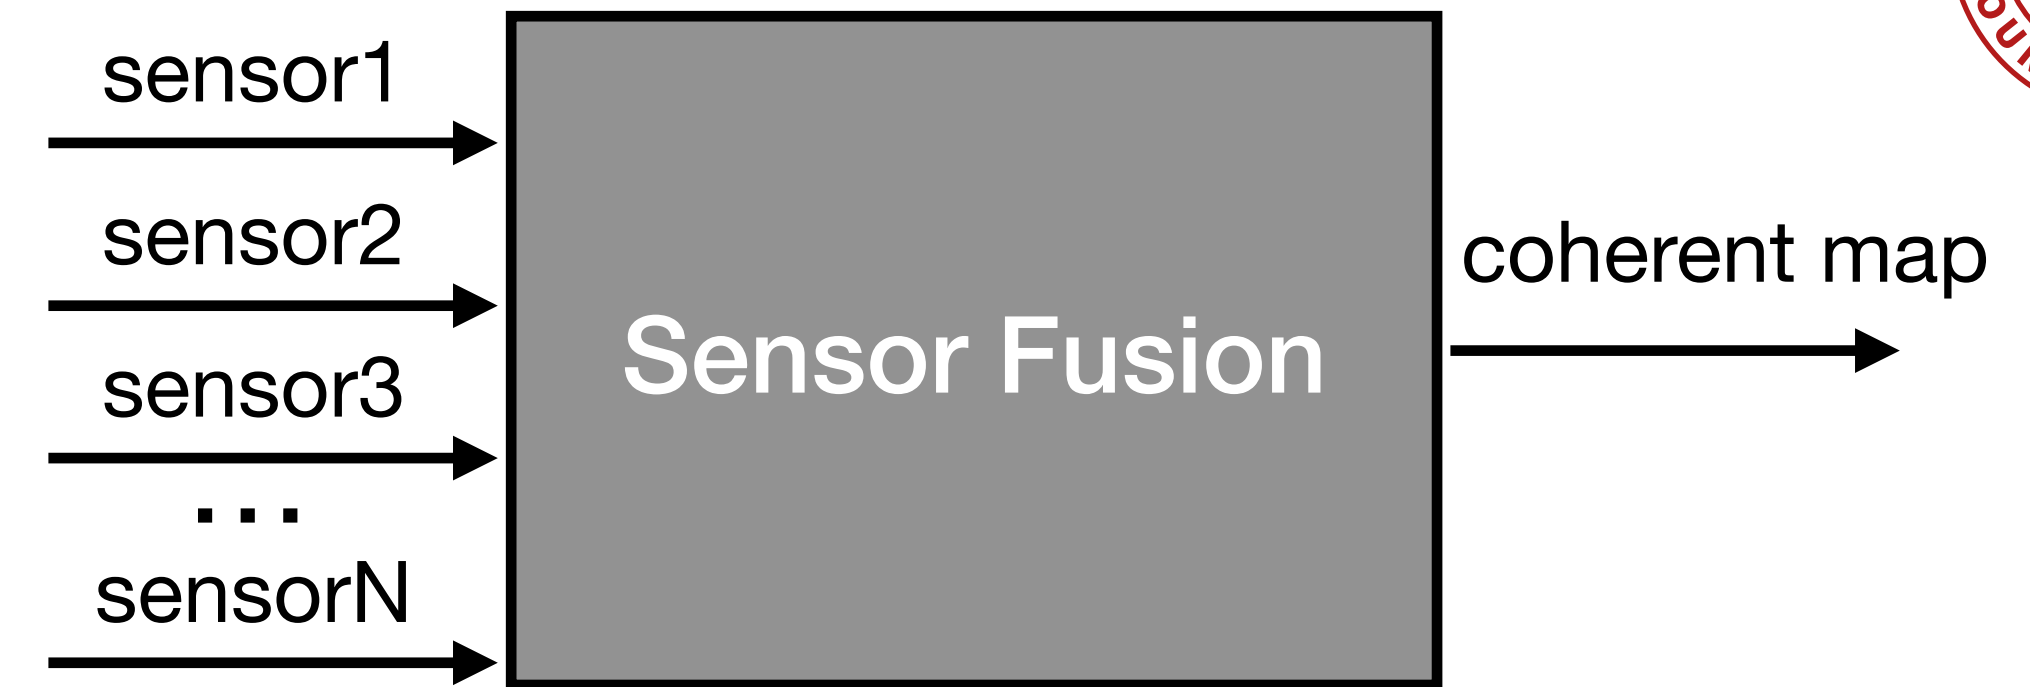 sensor1
sensor2
sensor3
...
sensorN
Sensor Fusion
coherent map